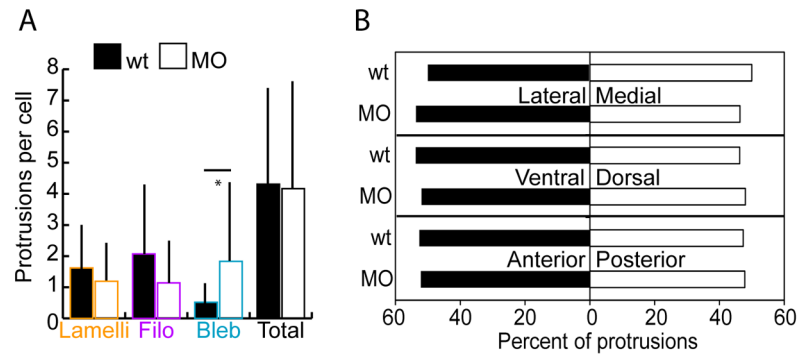 A
wt MO
Protrusions per cell
8
7
6
5
4
3
2
1
0
*
Lamelli Filo Bleb Total
B
wt
MO
Lateral Medial
wt
MO
Ventral Dorsal
wt
MO
Anterior Posterior
60 40 20 0 20 40 60
Percent of protrusions